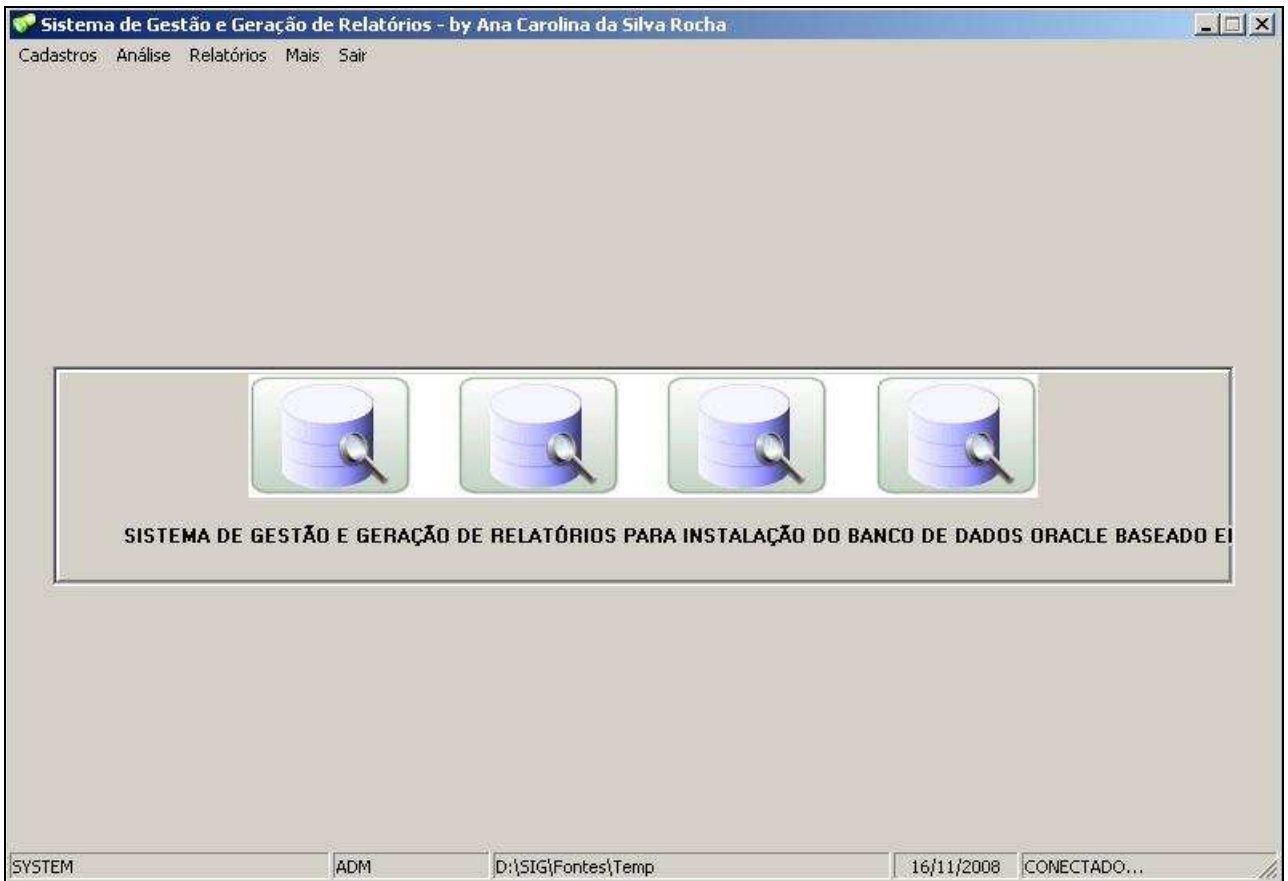 Sistema de Gestão e Geração de Relatórios - by Ana Carolina da Silva Rocha
Cadastros Análise Relatórios Mais Sair
SISTEMA DE GESTÃO E GERAÇÃO DE RELATÓRIOS PARA INSTALAÇÃO DO BANCO DE DADOS ORACLE BASEADO
SYSTEM ADM D:\SIG\Fontes\Temp 16/11/2008 CONECTADO...